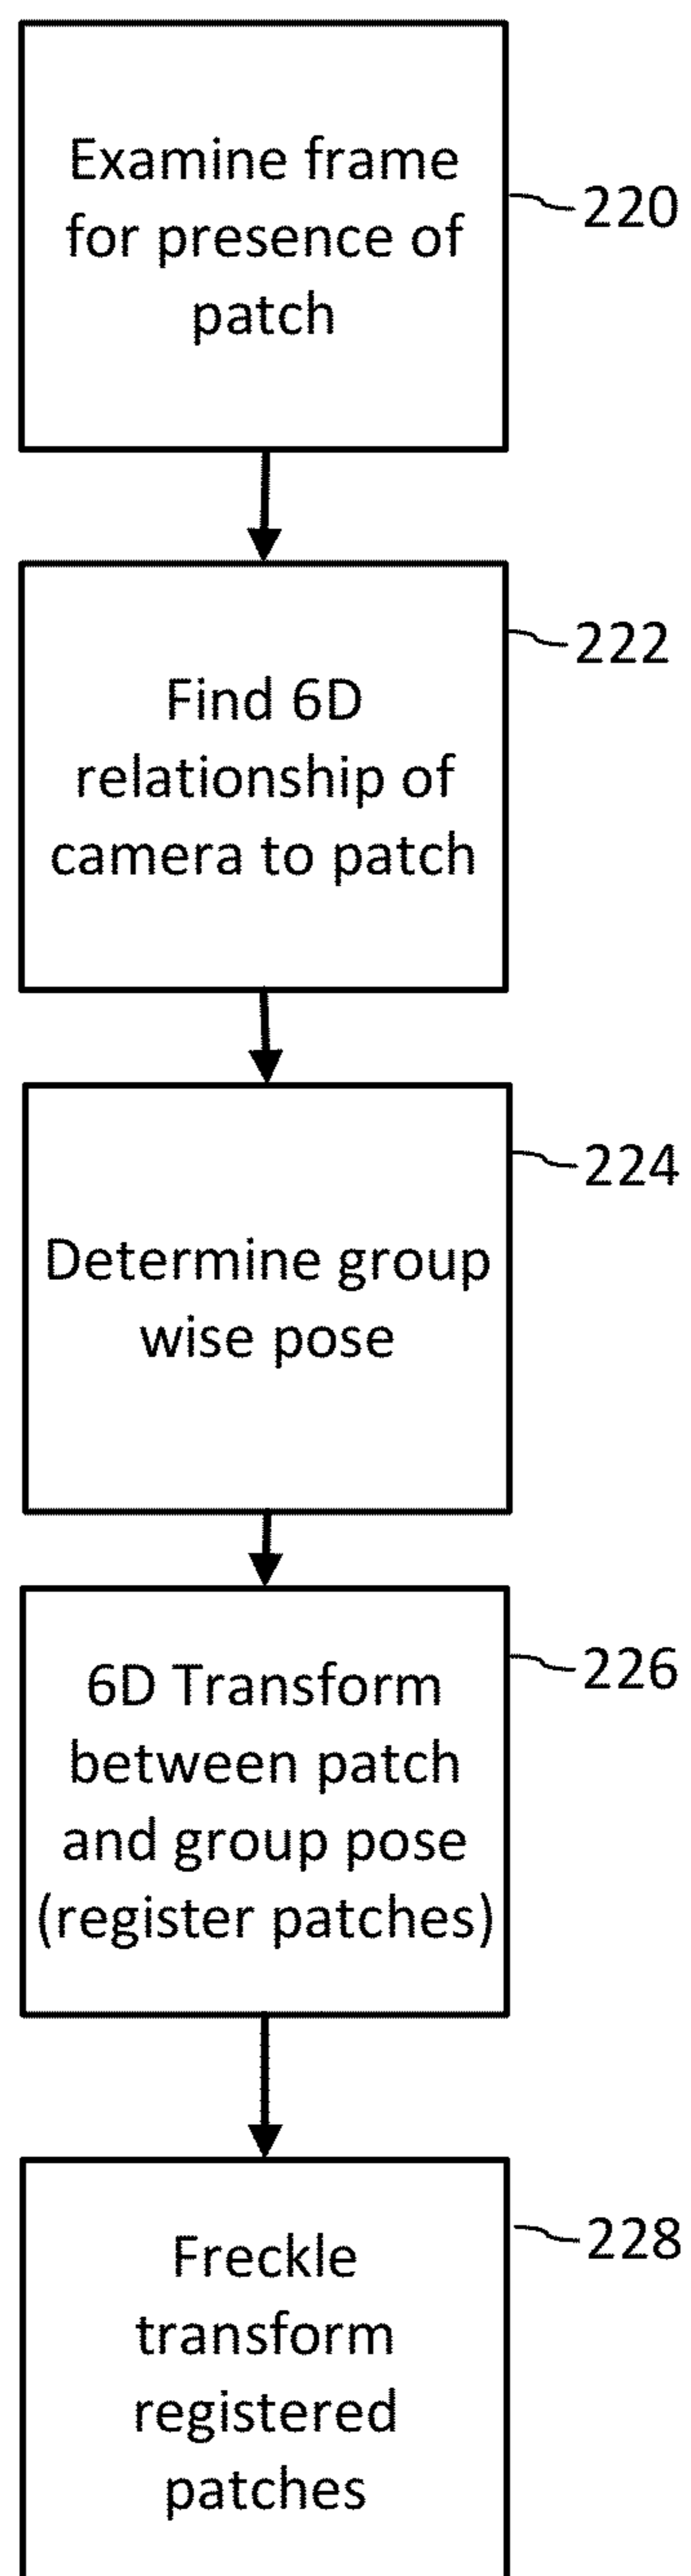 Examine frame
for presence of
patch
220
Find 6D
relationship of
camera to patch
222
Determine group
wise pose
224
6D Transform
between patch
and group pose
(register patches)
226
Freckle
transform
registered
patches
228